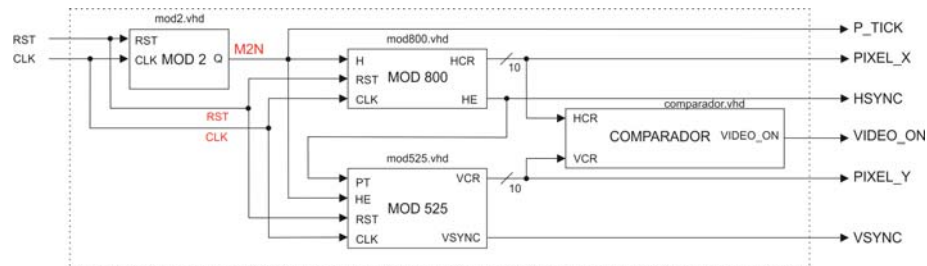 mod2.vhd
RST
CLK
RST
CLK MOD 2 Q
M2N
P_TICK
mod800.vhd
H HCR
MOD 800
RST
CLK HE
10
PIXEL_X
HSYNC
RST
CLK
comparador.vhd
HCR
COMPARADOR VIDEO_ON
VCR
VIDEO_ON
mod525.vhd
PT VCR
HE
MOD 525
RST
CLK VSYNC
10
PIXEL_Y
VSYNC